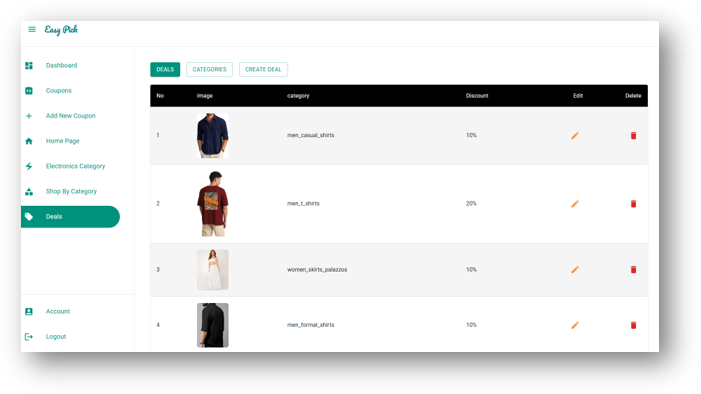 Easy Pick
Dashboard
Coupons
Add New Coupon
Home Page
Electronics Category
Shop By Category
Deals
Account
Logout
DEALS CATEGORIES CREATE DEAL
No Image category Discount Edit Delete
1 men_casual_shirts 10%
2 men_t_shirts 20%
3 women_skirts_palazzos 10%
4 men_formal_shirts 10%